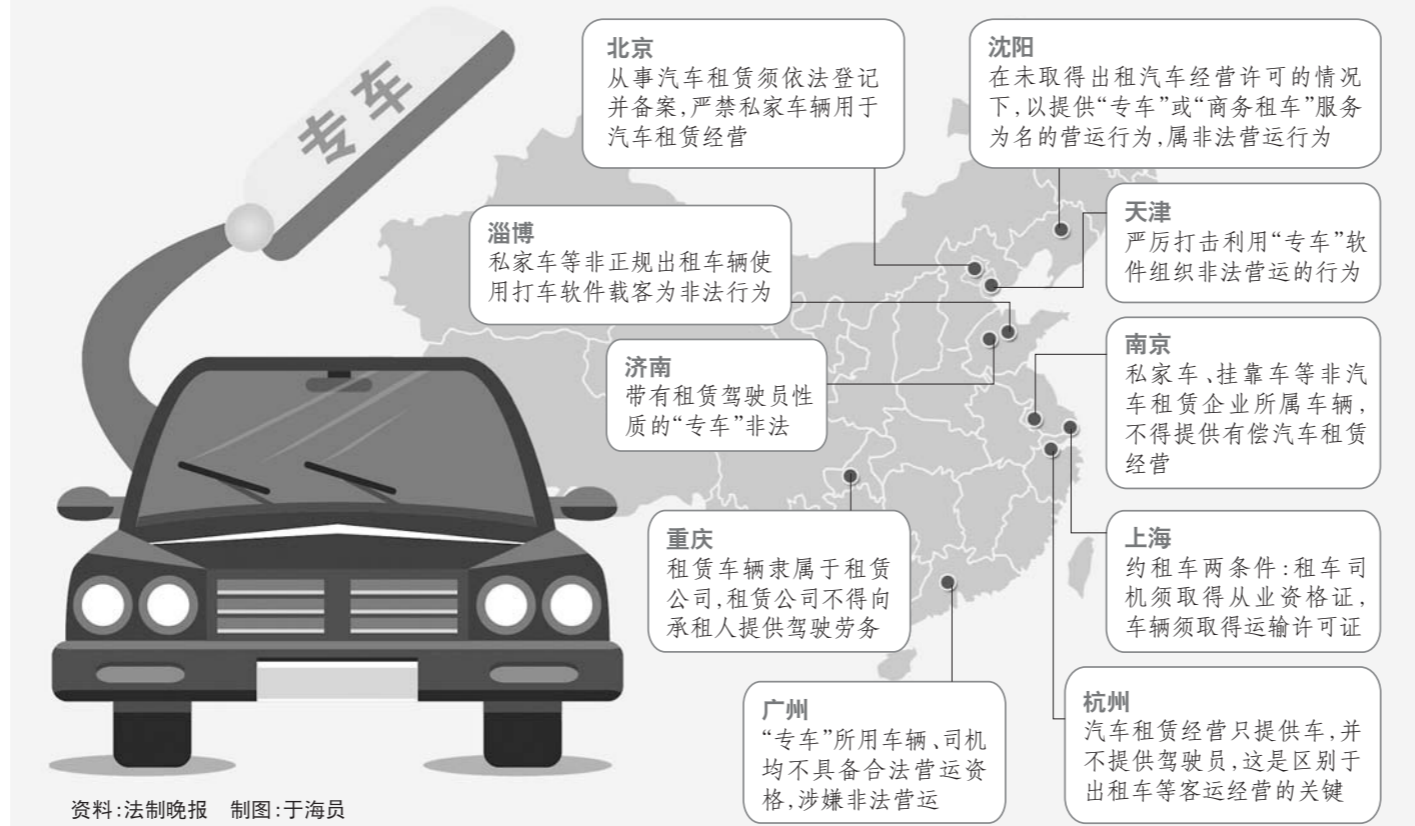 专车
北京
从事汽车租赁须依法登记
并备案,严禁私家车辆用于
汽车租赁经营
沈阳
在未取得出租汽车经营许可的情况
下,以提供“专车”或“商务租车”服务
为名的营运行为,属非法营运行为
淄博
私家车等非正规出租车辆使
用打车软件载客为非法行为
天津
严厉打击利用“专车”软
件组织非法营运的行为
济南
带有租赁驾驶员性
质的“专车”非法
南京
私家车、挂靠车等非汽
车租赁企业所属车辆,
不得提供有偿汽车租赁
经营
重庆
租赁车辆隶属于租赁
公司,租赁公司不得向
承租人提供驾驶劳务
上海
约租车两条件:租车司
机须取得从业资格证,
车辆须取得运输许可证
广州
“专车”所用车辆、司机
均不具备合法营运资
格,涉嫌非法营运
杭州
汽车租赁经营只提供车,并
不提供驾驶员,这是区别于
出租车等客运经营的关键
资料:法制晚报 制图:于海员